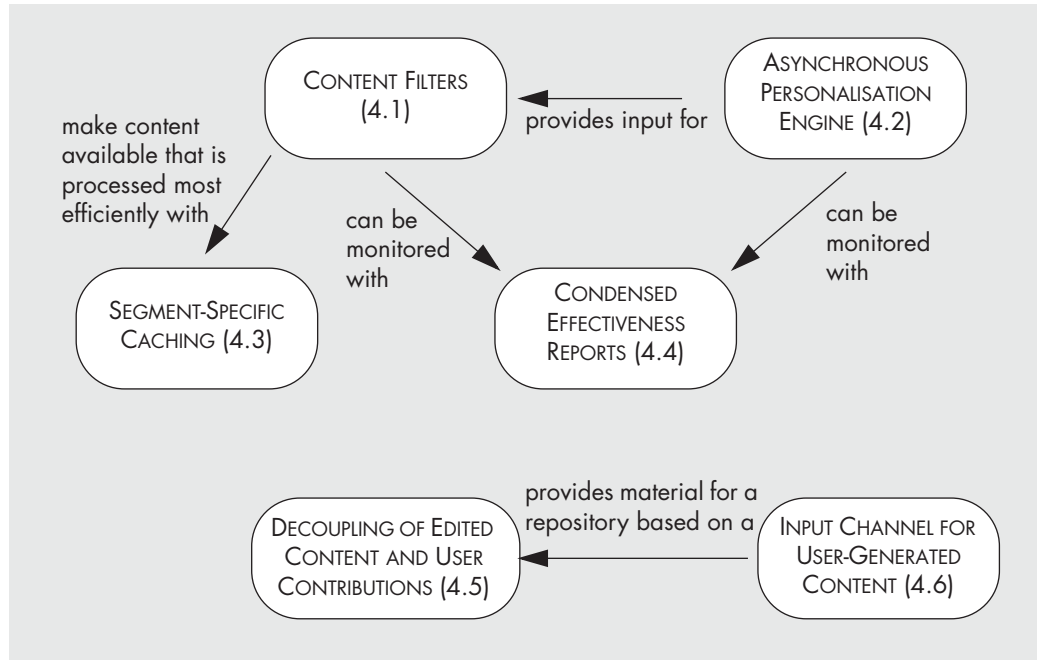 CONTENT FILTERS
(4.1)
ASYNCHRONOUS
PERSONALISATION
ENGINE (4.2)
provides input for
make content
available that is
processed most
efficiently with
can be
monitored
with
can be
monitored
with
SEGMENT-SPECIFIC
CACHING (4.3)
CONDENSED
EFFECTIVENESS
REPORTS (4.4)
provides material for a
repository based on a
DECOUPLING OF EDITED
CONTENT AND USER
CONTRIBUTIONS (4.5)
INPUT CHANNEL FOR
USER-GENERATED
CONTENT (4.6)